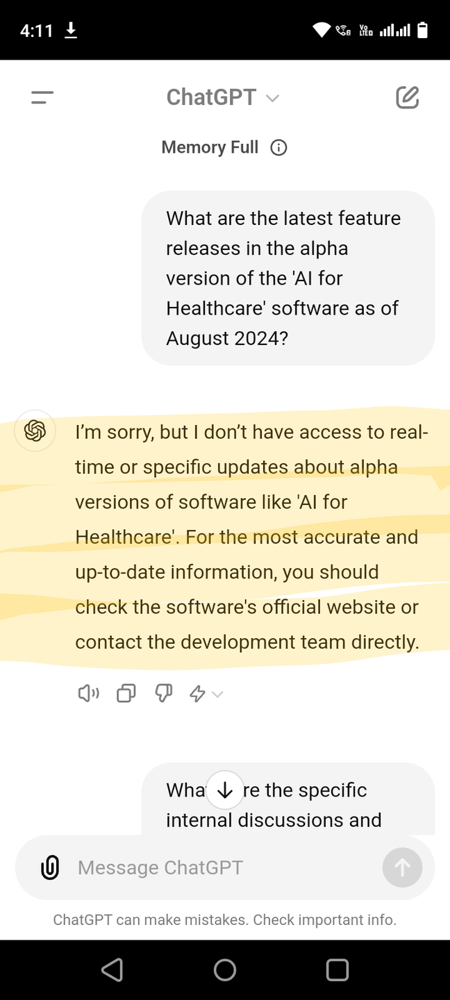 4:11
Vo
LTE
ChatGPT
Memory Full
What are the latest feature
releases in the alpha
version of the 'AI for
Healthcare' software as of
August 2024?
I'm sorry, but I don't have access to real-
time or specific updates about alpha
versions of software like 'AI for
Healthcare'. For the most accurate and
up-to-date information, you should
check the software's official website or
contact the development team directly.
the specific
internal discussions and
Message ChatGPT
ChatGPT can make mistakes. Check important info.